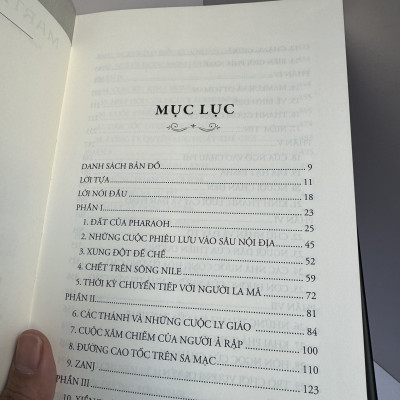 MỤC LỤC
DANH SÁCH BẢN ĐỒ 9
LỜI TỰA 11
LỜI NÓI ĐẦU 18
PHẦN I 23
1. ĐẤT CỦA PHARAOH 25
2. NHỮNG CUỘC PHIÊU LƯU VÀO SÂU NỘI ĐỊA 45
3. XUNG ĐỘT ĐẾ CHẾ 52
4. CHẾT TRÊN SÔNG NILE 59
5. THỜI KỲ CHUYỂN TIẾP VỚI NGƯỜI LA MÃ 72
PHẦN II 81
6. CÁC THÁNH VÀ NHỮNG CUỘC LY GIÁO 84
7. CUỘC XÂM CHIẾM CỦA NGƯỜI Ả RẬP 100
8. ĐƯỜNG CAO TỐC TRÊN SA MẠC 110
9. ZANJ 123
PHẦN III